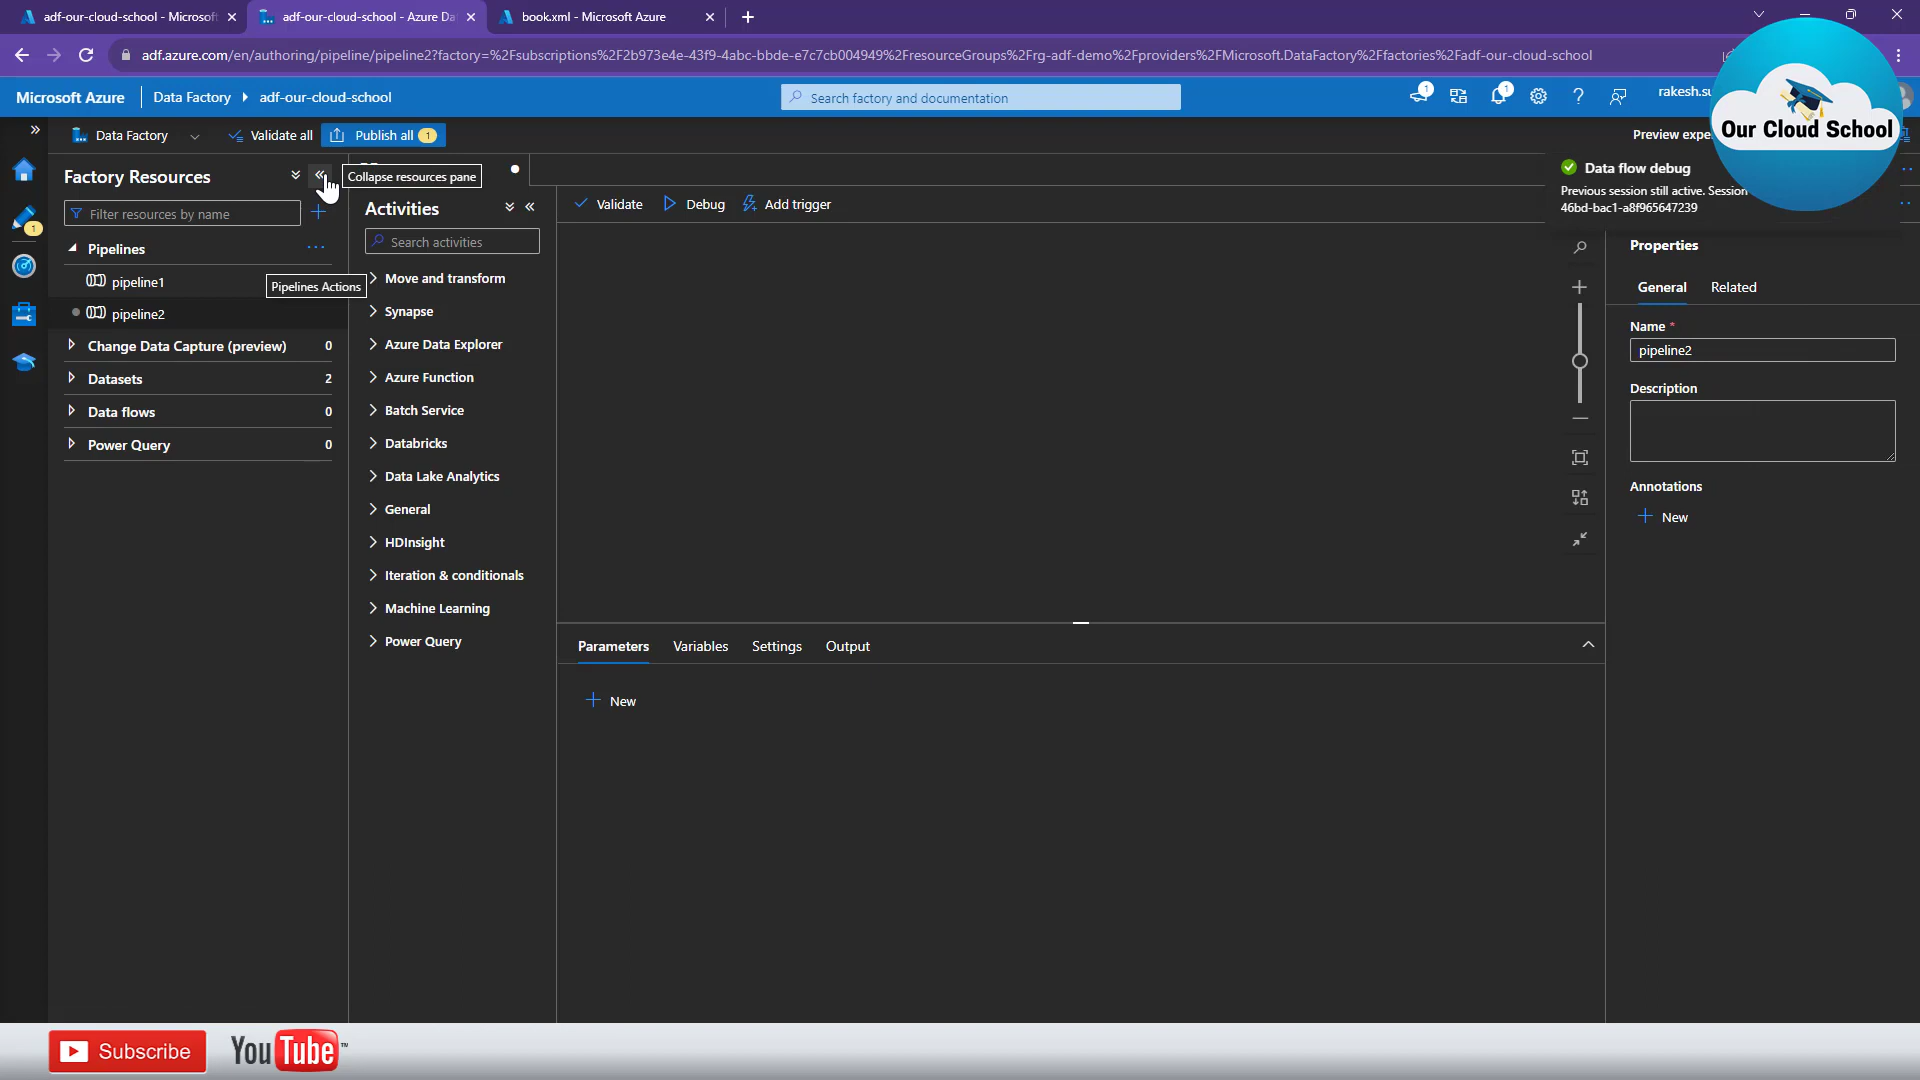 adf-our-cloud-school - Microsoft
adf-our-cloud-school - Azure Da
book.xml - Microsoft Azure
adf.azure.com/en/authoring/pipeline/pipeline2?factory=%2Fsubscriptions%2F2b973e4e-43f9-4abc-bbde-e7c7cb004949%2FresourceGroups%2Frg-adf-demo%2Fproviders%2FMicrosoft.DataFactory%2Ffactories%2Fadf-our-cloud-school
Microsoft Azure
Data Factory
adf-our-cloud-school
Search factory and documentation
1
1
rakesh.su
Our Cloud School
Data Factory
Validate all
Publish all
1
Preview expe
Data flow debug
Previous session still active. Session
46bd-bac1-a8f965647239
Factory Resources
Collapse resources pane
Filter resources by name
1
Pipelines
pipeline1
Pipelines Actions
pipeline2
Change Data Capture (preview) 0
Datasets 2
Data flows 0
Power Query 0
Activities
Search activities
Move and transform
Synapse
Azure Data Explorer
Azure Function
Batch Service
Databricks
Data Lake Analytics
General
HDInsight
Iteration & conditionals
Machine Learning
Power Query
Validate
Debug
Add trigger
Parameters
Variables
Settings
Output
New
Properties
General
Related
Name *
pipeline2
Description
Annotations
New
Subscribe
YouTube
TM